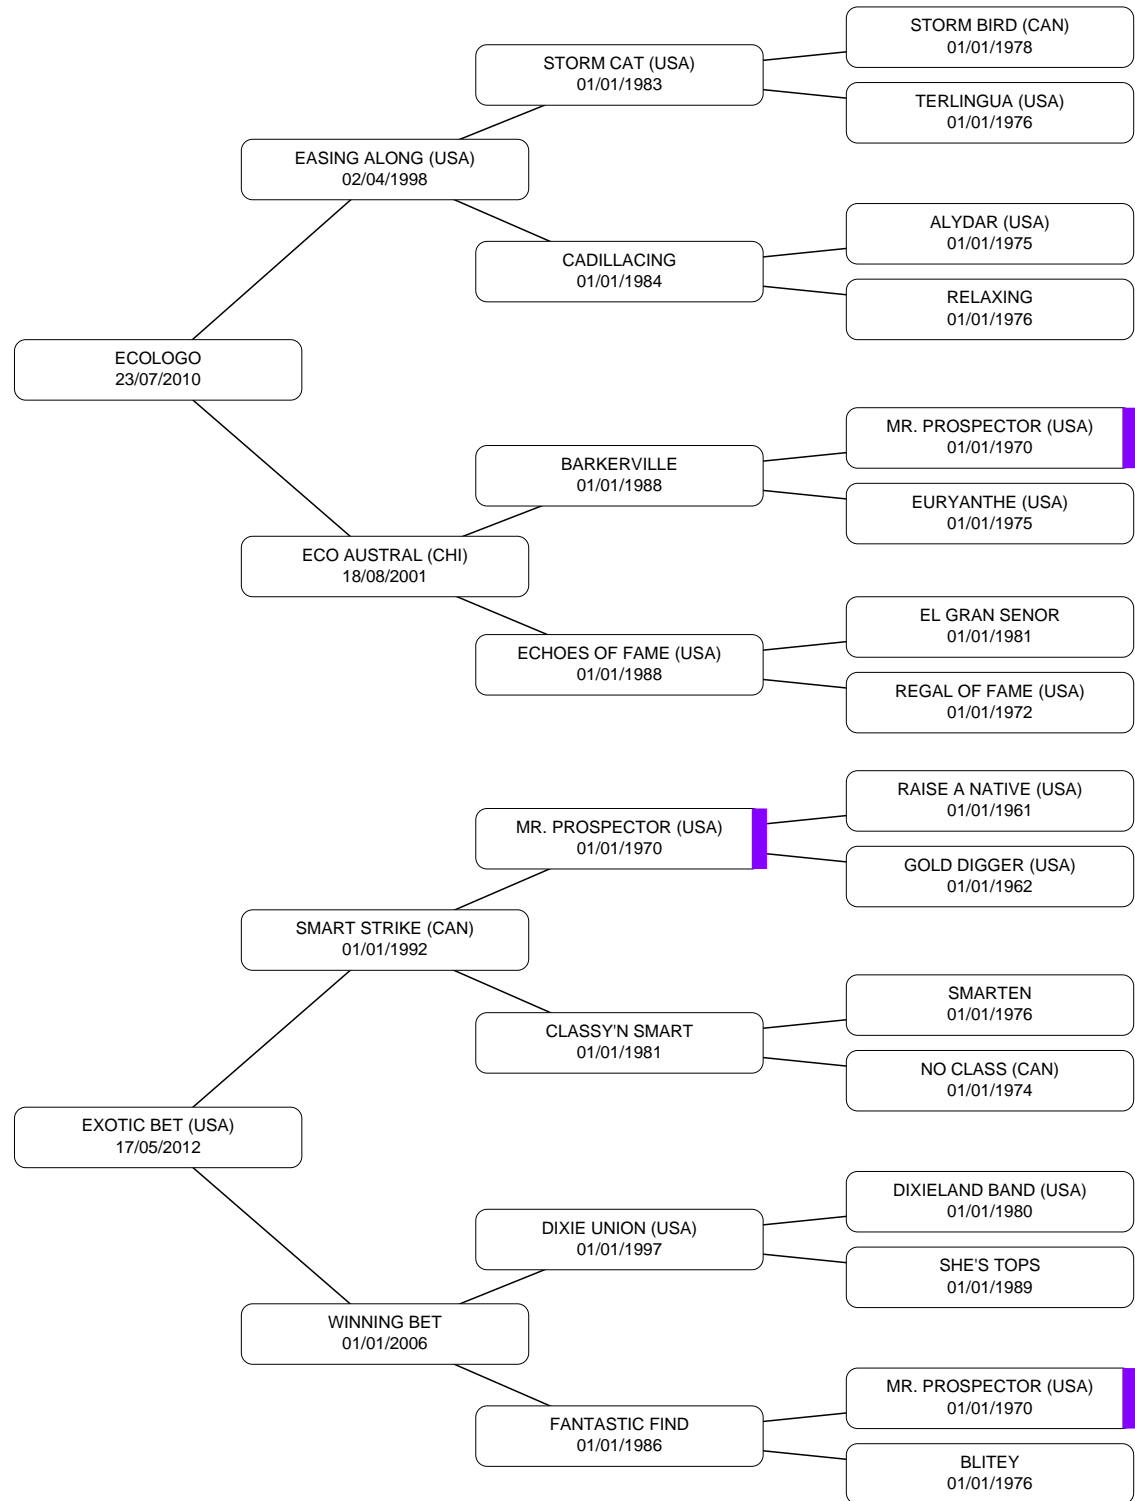 STORM BIRD (CAN)
01/01/1978
STORM CAT (USA)
01/01/1983
TERLINGUA (USA)
01/01/1976
EASING ALONG (USA)
02/04/1998
ALYDAR (USA)
01/01/1975
CADILLACING
01/01/1984
RELAXING
01/01/1976
ECOLOGO
23/07/2010
MR. PROSPECTOR (USA)
01/01/1970
BARKERVILLE
01/01/1988
EURYANTHE (USA)
01/01/1975
ECO AUSTRAL (CHI)
18/08/2001
EL GRAN SENOR
01/01/1981
ECHOES OF FAME (USA)
01/01/1988
REGAL OF FAME (USA)
01/01/1972
RAISE A NATIVE (USA)
01/01/1961
MR. PROSPECTOR (USA)
01/01/1970
GOLD DIGGER (USA)
01/01/1962
SMART STRIKE (CAN)
01/01/1992
SMARTEN
01/01/1976
CLASSY'N SMART
01/01/1981
NO CLASS (CAN)
01/01/1974
EXOTIC BET (USA)
17/05/2012
DIXIELAND BAND (USA)
01/01/1980
DIXIE UNION (USA)
01/01/1997
SHE'S TOPS
01/01/1989
WINNING BET
01/01/2006
MR. PROSPECTOR (USA)
01/01/1970
FANTASTIC FIND
01/01/1986
BLITEY
01/01/1976